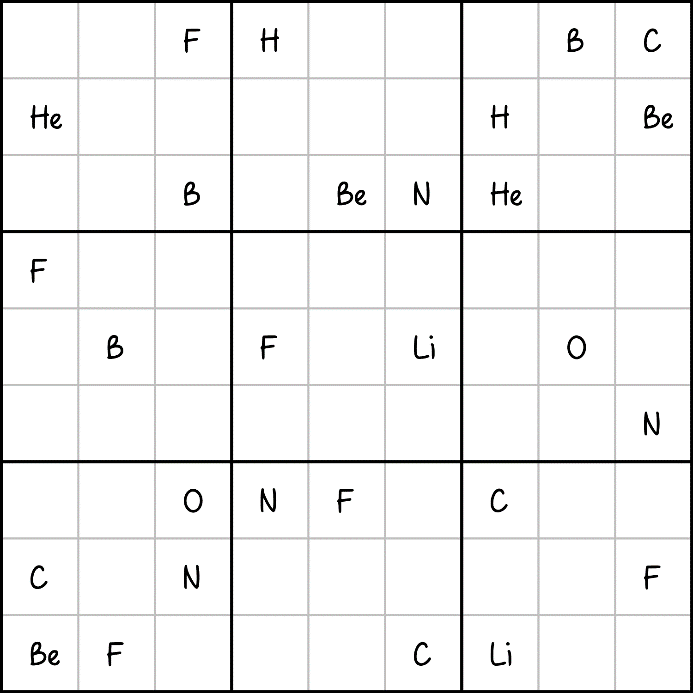 F H B C
He H Be
B Be N He
F
B F Li O
N
O N F C
C N F
Be F C Li